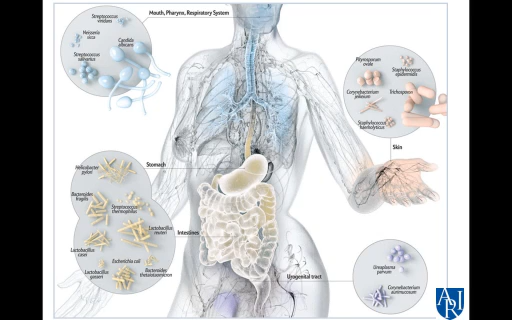 Mouth, Pharynx, Respiratory System
Streptococcus
viridans
Neisseria
sicca
Candida
albicans
Streptococcus
salivarius
Pityrosporum
ovale
Staphylococcus
epidermidis
Corynebacterium
jeikeium
Trichosporon
Staphylococcus
haemolyticus
Skin
Stomach
Helicobacter
pylori
Bacteroides
fragilis
Streptococcus
thermophilus
Lactobacillus
reuteri
Lactobacillus
casei
Escherichia coli
Lactobacillus
gasseri
Bacteroides
thetaiotaomicron
Intestines
Urogenital tract
Ureaplasma
parvum
Corynebacterium
aurimucosum
ADRJ